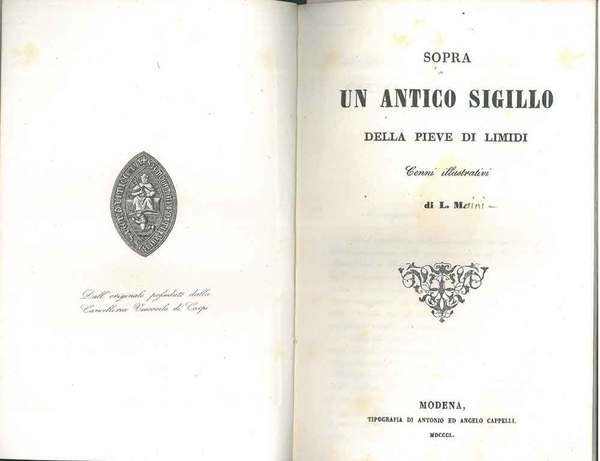 Dall' originale posseduto dalla
Cancelleria Vescovile di Carpi
SOPRA
UN ANTICO SIGILLO
DELLA PIEVE DI LIMIDI
Cenni illustrativi
di L. M
MODENA,
TIPOGRAFIA DI ANTONIO ED ANGELO CAPPELLI.
MDCCCL.